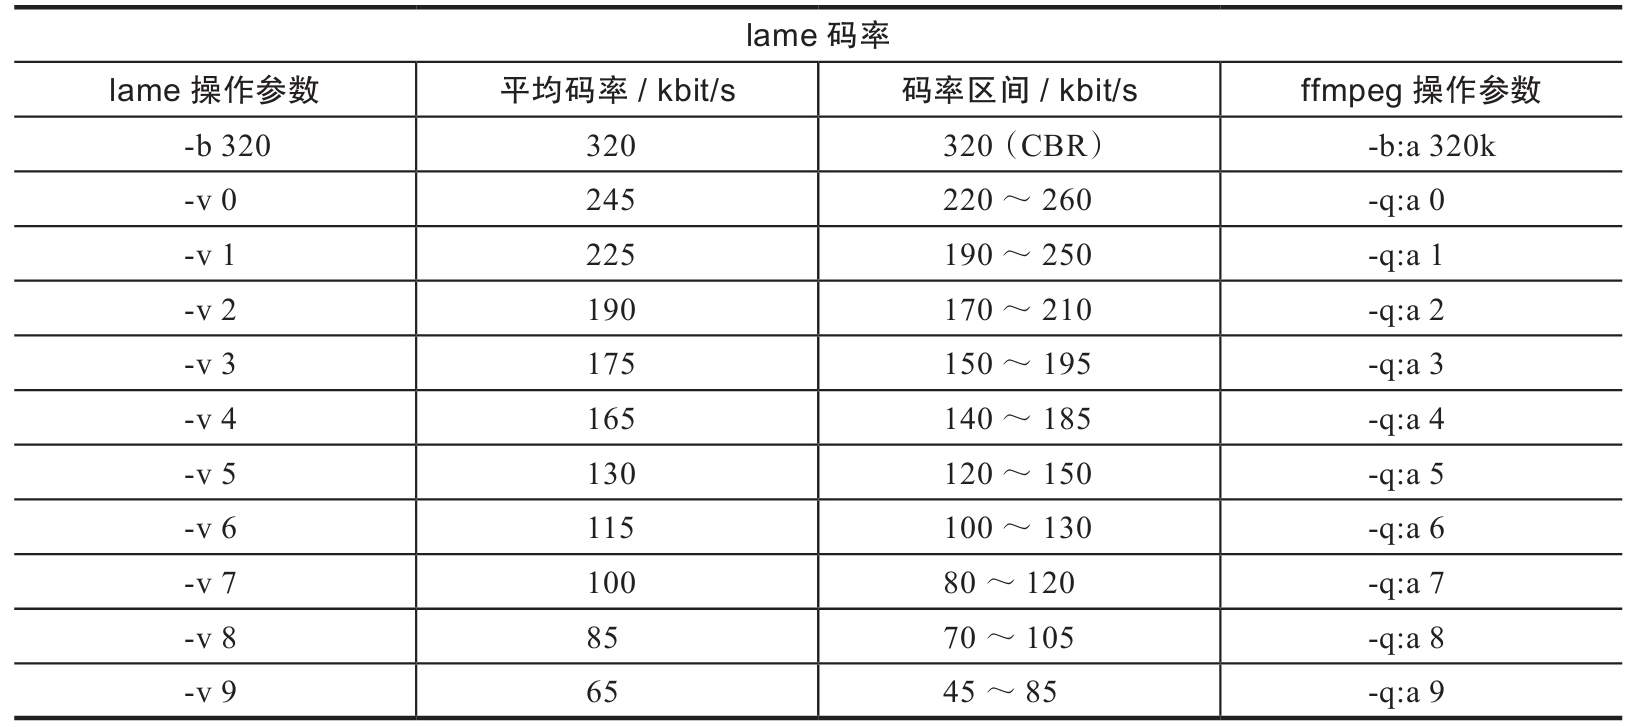 lame 码率
lame 操作参数 平均码率 / kbit/s 码率区间 / kbit/s ffmpeg 操作参数
-b 320 320 320（CBR） -b:a 320k
-v 0 245 220 ～ 260 -q:a 0
-v 1 225 190 ～ 250 -q:a 1
-v 2 190 170 ～ 210 -q:a 2
-v 3 175 150 ～ 195 -q:a 3
-v 4 165 140 ～ 185 -q:a 4
-v 5 130 120 ～ 150 -q:a 5
-v 6 115 100 ～ 130 -q:a 6
-v 7 100 80 ～ 120 -q:a 7
-v 8 85 70 ～ 105 -q:a 8
-v 9 65 45 ～ 85 -q:a 9